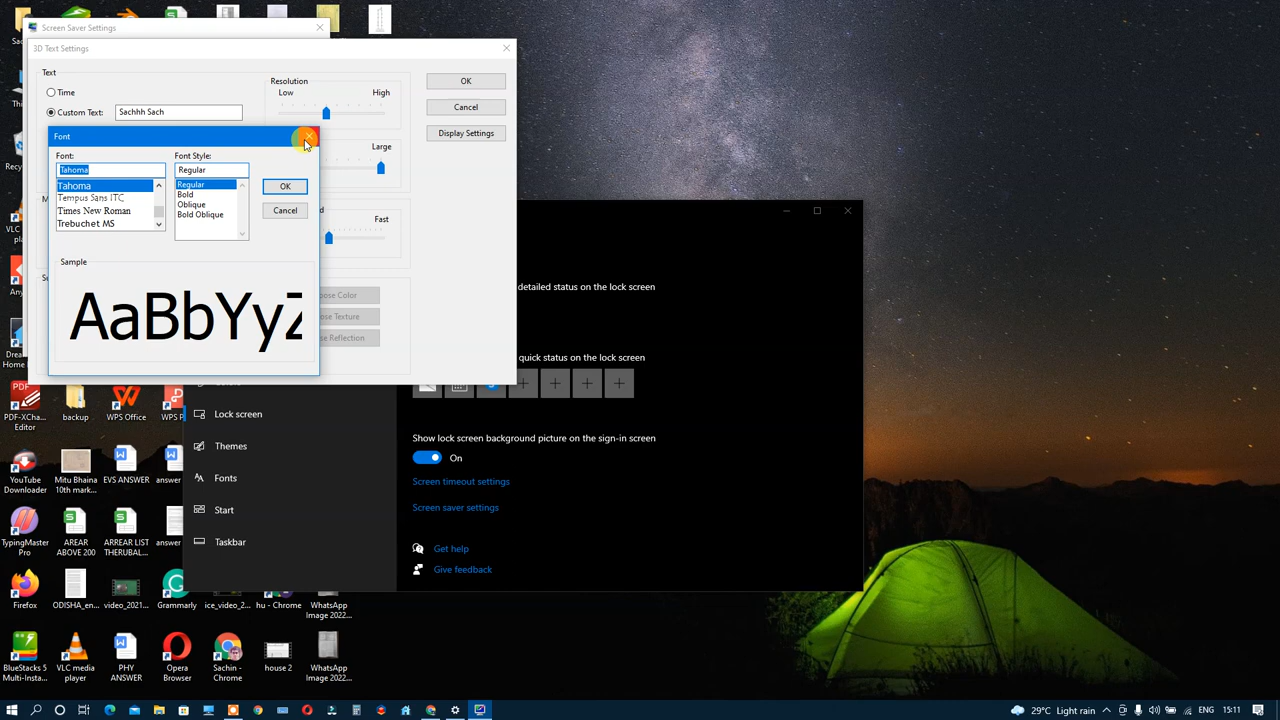 Screen Saver Settings
3D Text Settings
Text
Time
Custom Text:
Sachhh Sach
Resolution
Low
High
Large
Fast
OK
Cancel
Display Settings
Font
Font:
Font Style:
Tahoma
Regular
Tahoma
Tempus Sans ITC
Times New Roman
Trebuchet MS
Regular
Bold
Oblique
Bold Oblique
OK
Cancel
Sample
AaBbYyZ
detailed status on the lock screen
quick status on the lock screen
Show lock screen background picture on the sign-in screen
On
Screen timeout settings
Screen saver settings
Get help
Give feedback
Lock screen
Themes
Fonts
Start
Taskbar
PDF-XCha...
Editor
backup
WPS Office
WPS P
YouTube
Downloader
Mitu Bhaina
10th mark...
EVS ANSWER
answer
TypingMaster
Pro
AREAR
ABOVE 200
ARREAR LIST
THERUBAL...
answer
Firefox
ODISHA_en...
video_2021...
Grammarly
ice_video_2...
hu - Chrome
WhatsApp
Image 2022...
BlueStacks 5
Multi-Insta...
VLC media
player
PHY
ANSWER
Opera
Browser
Sachin -
Chrome
house 2
WhatsApp
Image 2022...
29°C Light rain
ENG
15:11